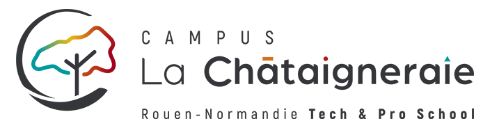 CAMPUS
La Châtaigneraie
Rouen-Normandie Tech & Pro School